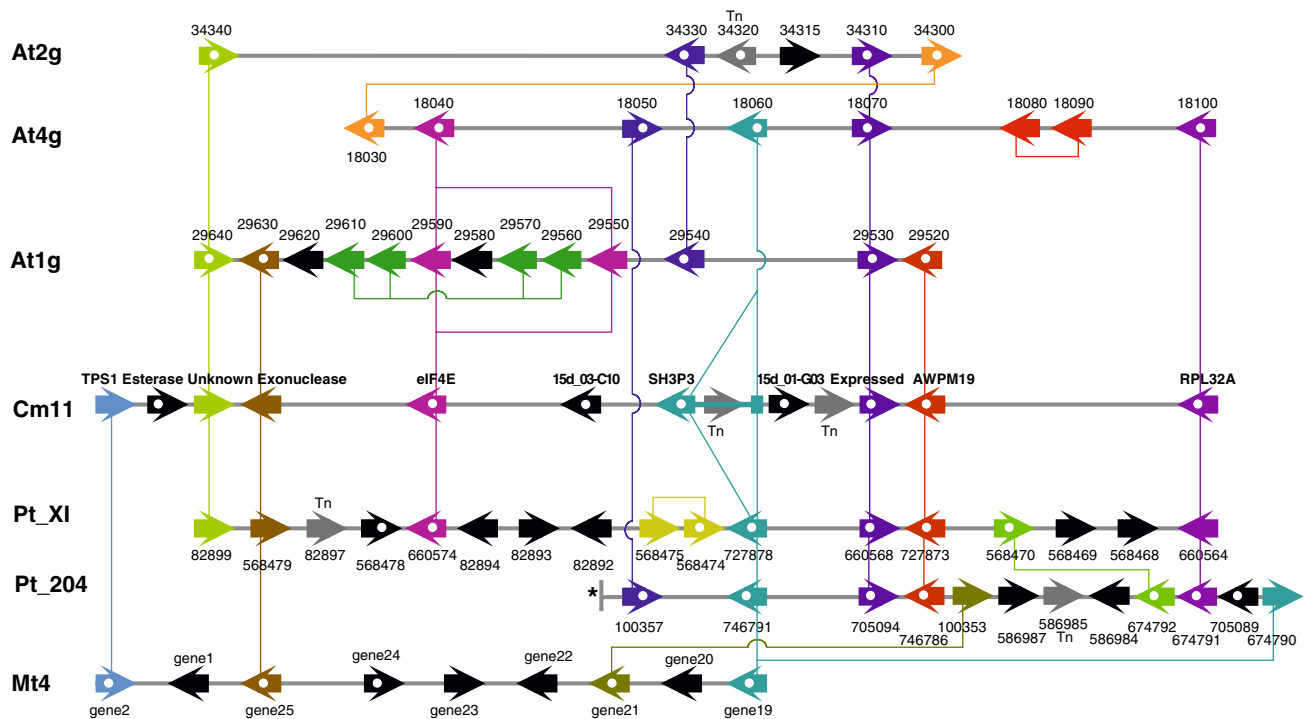 Tn
34340 34330 34320 34315 34310 34300
At2g
18040 18050 18060 18070 18080 18090 18100
At4g
18030
29640 29630 29620 29610 29600 29590 29580 29570 29560 29550 29540 29530 29520
At1g
TPS1 Esterase Unknown Exonuclease eIF4E 15d_03-C10 SH3P3 15d_01-G03 Expressed AWPM19 RPL32A
Cm11
Tn Tn
Tn
Pt_XI
82899 568479 82897 568478 660574 82894 82893 82892 568475 568474 727878 660568 727873 568470 569469 568468 660564
Pt_204
*
100357 746791 705094 746786 100353 586987 586985 586984 674792 674791 705089 674790
Tn
gene1 gene24 gene22 gene20
Mt4
gene2 gene25 gene23 gene21 gene19